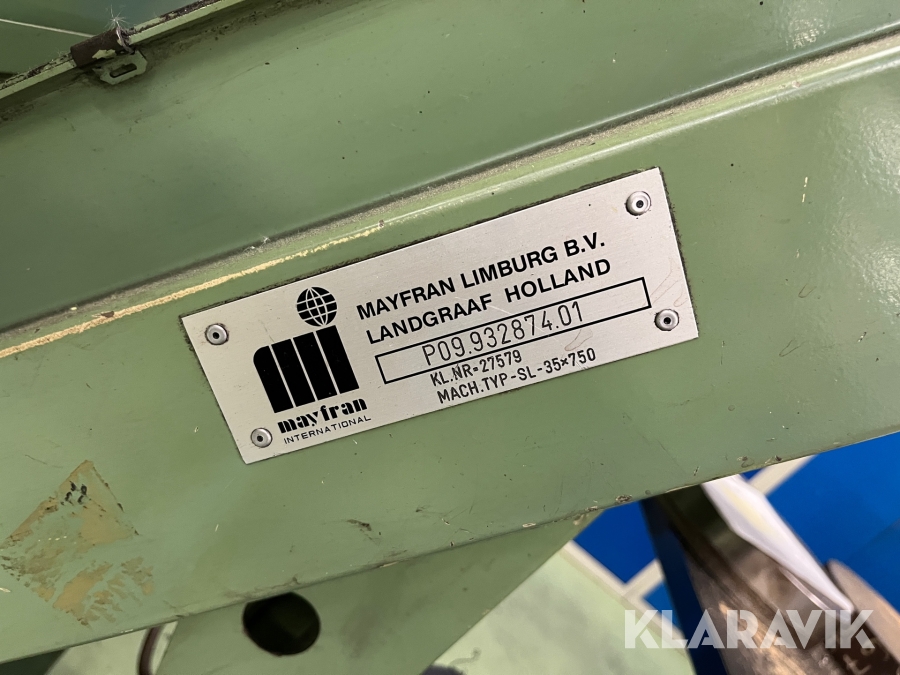 MAYFRAN LIMBURG B.V.
LANDGRAAF HOLLAND
P09.932874.01
KL.NR=27579
MACH.TYP-SL-35×750
mayfran
INTERNATIONAL
KLARAVIK